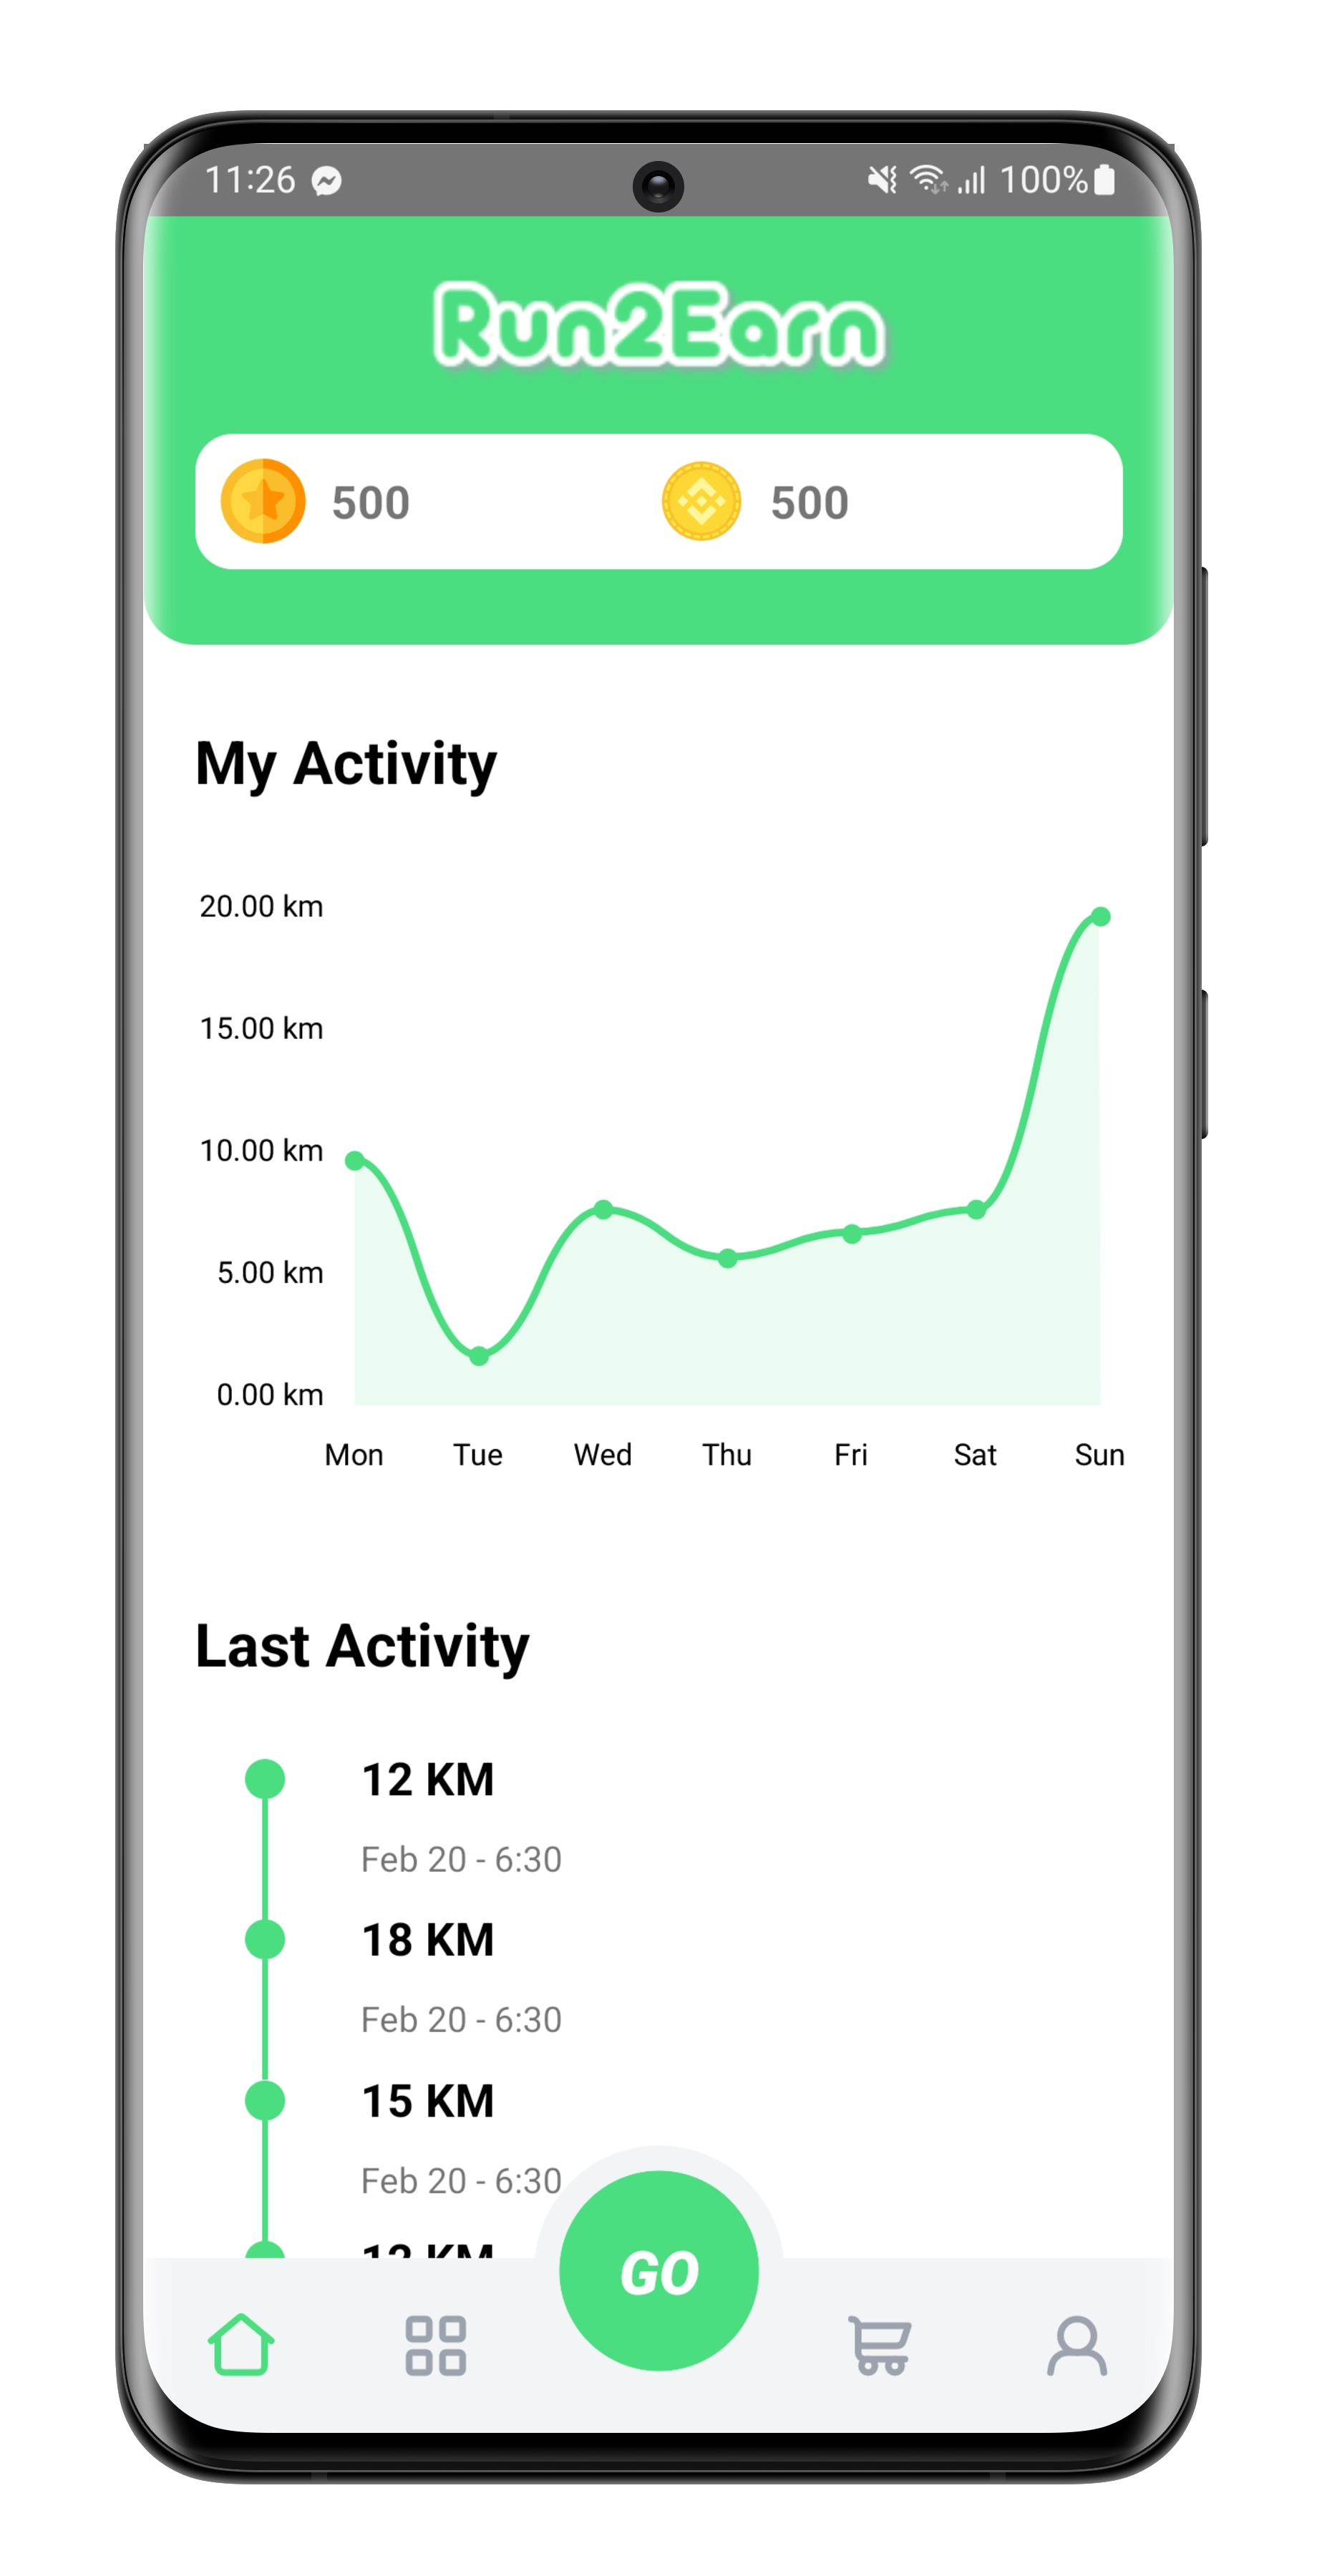 11:26 100%
Run2Earn
500 500
My Activity
20.00 km
15.00 km
10.00 km
5.00 km
0.00 km
Mon Tue Wed Thu Fri Sat Sun
Last Activity
12 KM
Feb 20 - 6:30
18 KM
Feb 20 - 6:30
15 KM
Feb 20 - 6:30
GO